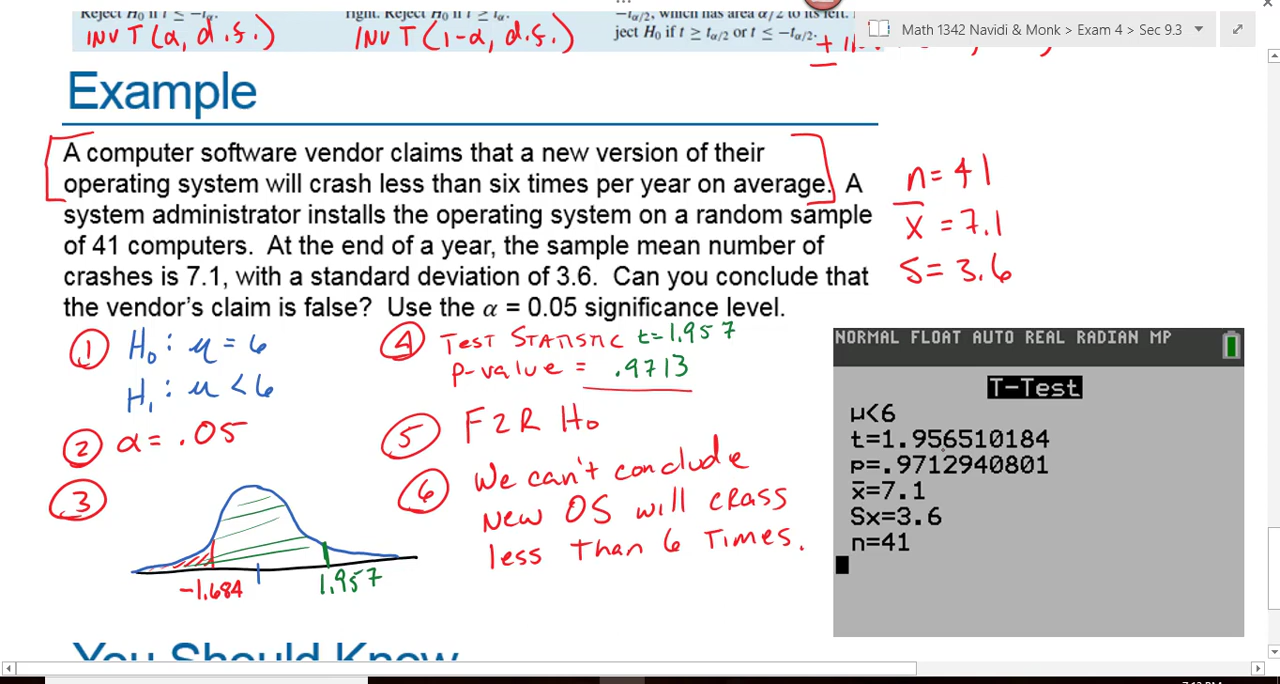 Reject H₀ if t ≤ −tα.
right. Reject H₀ if t ≥ tα.
−tα/2, which has area α/2 to its left.
ject H₀ if t ≥ tα/2 or t ≤ −tα/2.
INV T (α, d.f.)
INV T (1-α, d.f.)
Math 1342 Navidi & Monk > Exam 4 > Sec 9.3
Example
A computer software vendor claims that a new version of their
operating system will crash less than six times per year on average. A
system administrator installs the operating system on a random sample
of 41 computers. At the end of a year, the sample mean number of
crashes is 7.1, with a standard deviation of 3.6. Can you conclude that
the vendor's claim is false? Use the α = 0.05 significance level.
n = 41
x̄ = 7.1
S = 3.6
① H₀ : μ = 6
H₁ : μ < 6
② α = .05
③
-1.684
1.957
④ TEST STATISTIC t=1.957
P-value = .9713
⑤ F2R H₀
⑥ We can't conclude
New OS will crass
less than 6 times.
NORMAL FLOAT AUTO REAL RADIAN MP
T-Test
μ<6
t=1.956510184
p=.9712940801
x̄=7.1
Sx=3.6
n=41
You Should Know